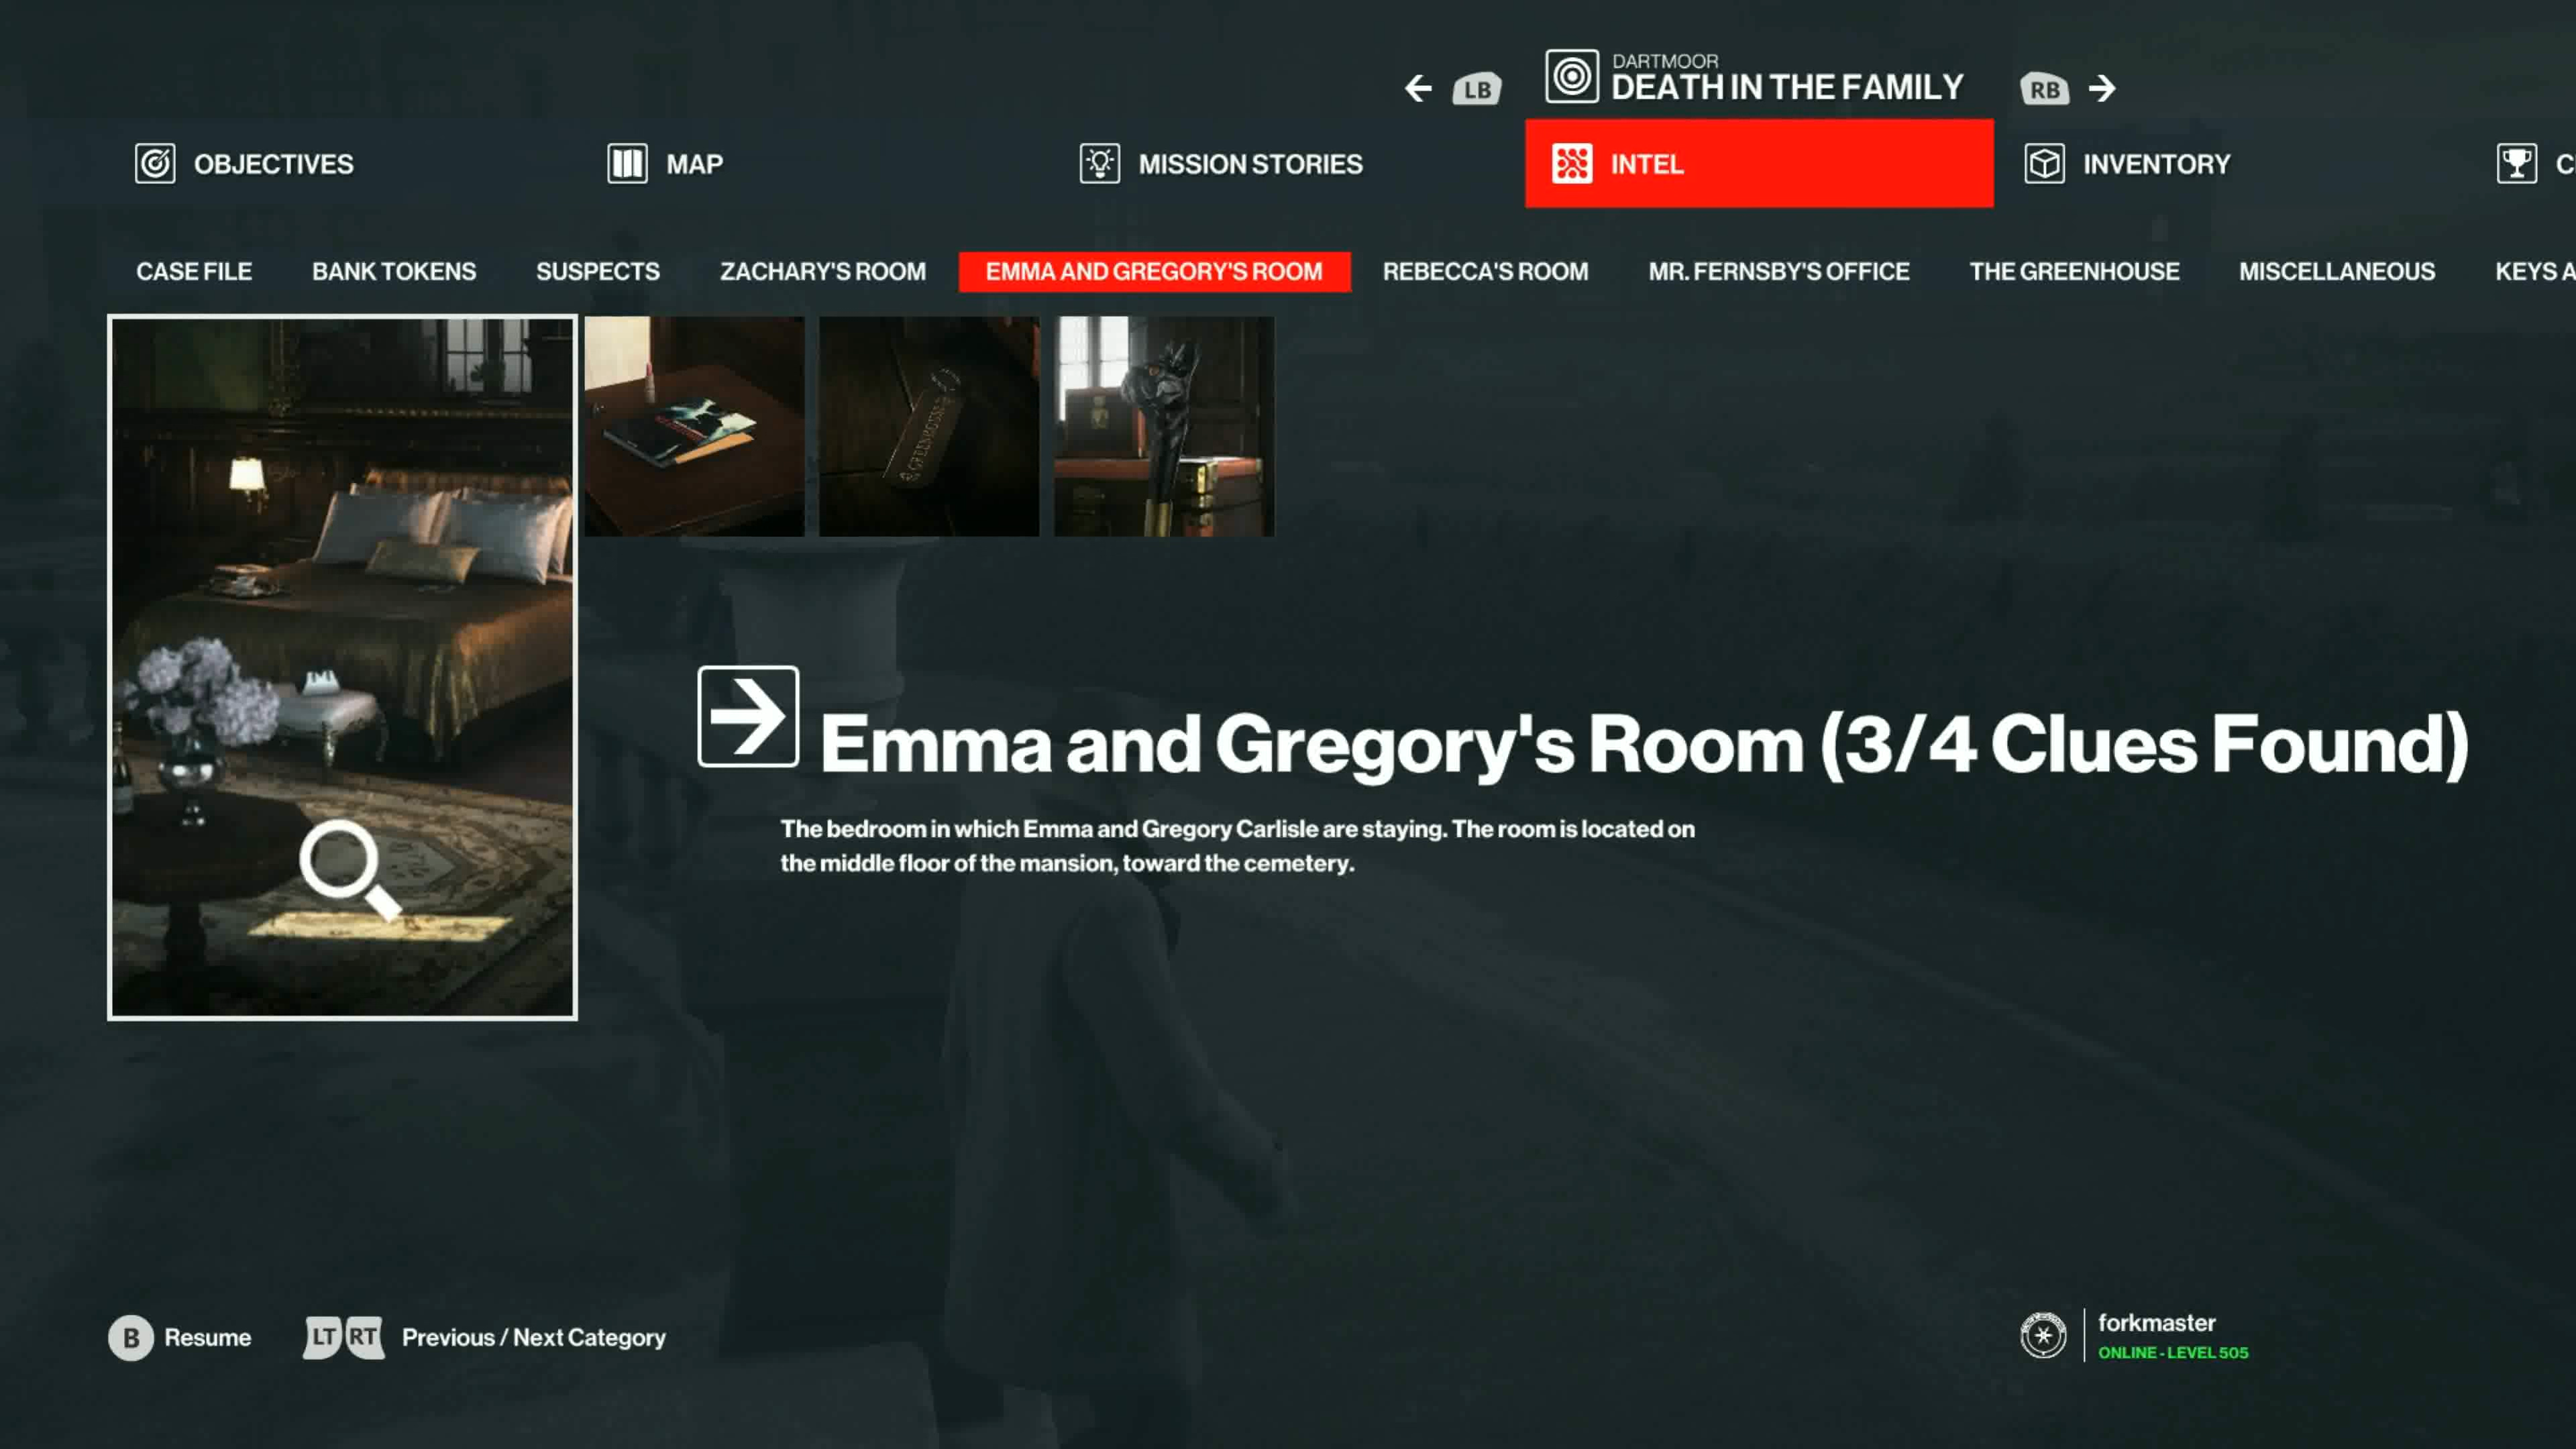 DARTMOOR
LB DEATH IN THE FAMILY RB
OBJECTIVES MAP MISSION STORIES INTEL INVENTORY C
CASE FILE BANK TOKENS SUSPECTS ZACHARY'S ROOM EMMA AND GREGORY'S ROOM REBECCA'S ROOM MR. FERNSBY'S OFFICE THE GREENHOUSE MISCELLANEOUS KEYS A
GREENHOUSE
Emma and Gregory's Room (3/4 Clues Found)
The bedroom in which Emma and Gregory Carlisle are staying. The room is located on
the middle floor of the mansion, toward the cemetery.
B Resume LT RT Previous / Next Category
forkmaster
ONLINE - LEVEL 505